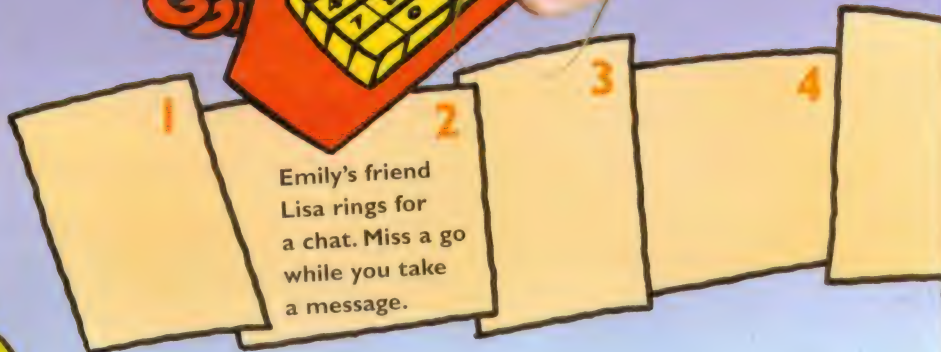 1
2
3
4
Emily's friend
Lisa rings for
a chat. Miss a go
while you take
a message.